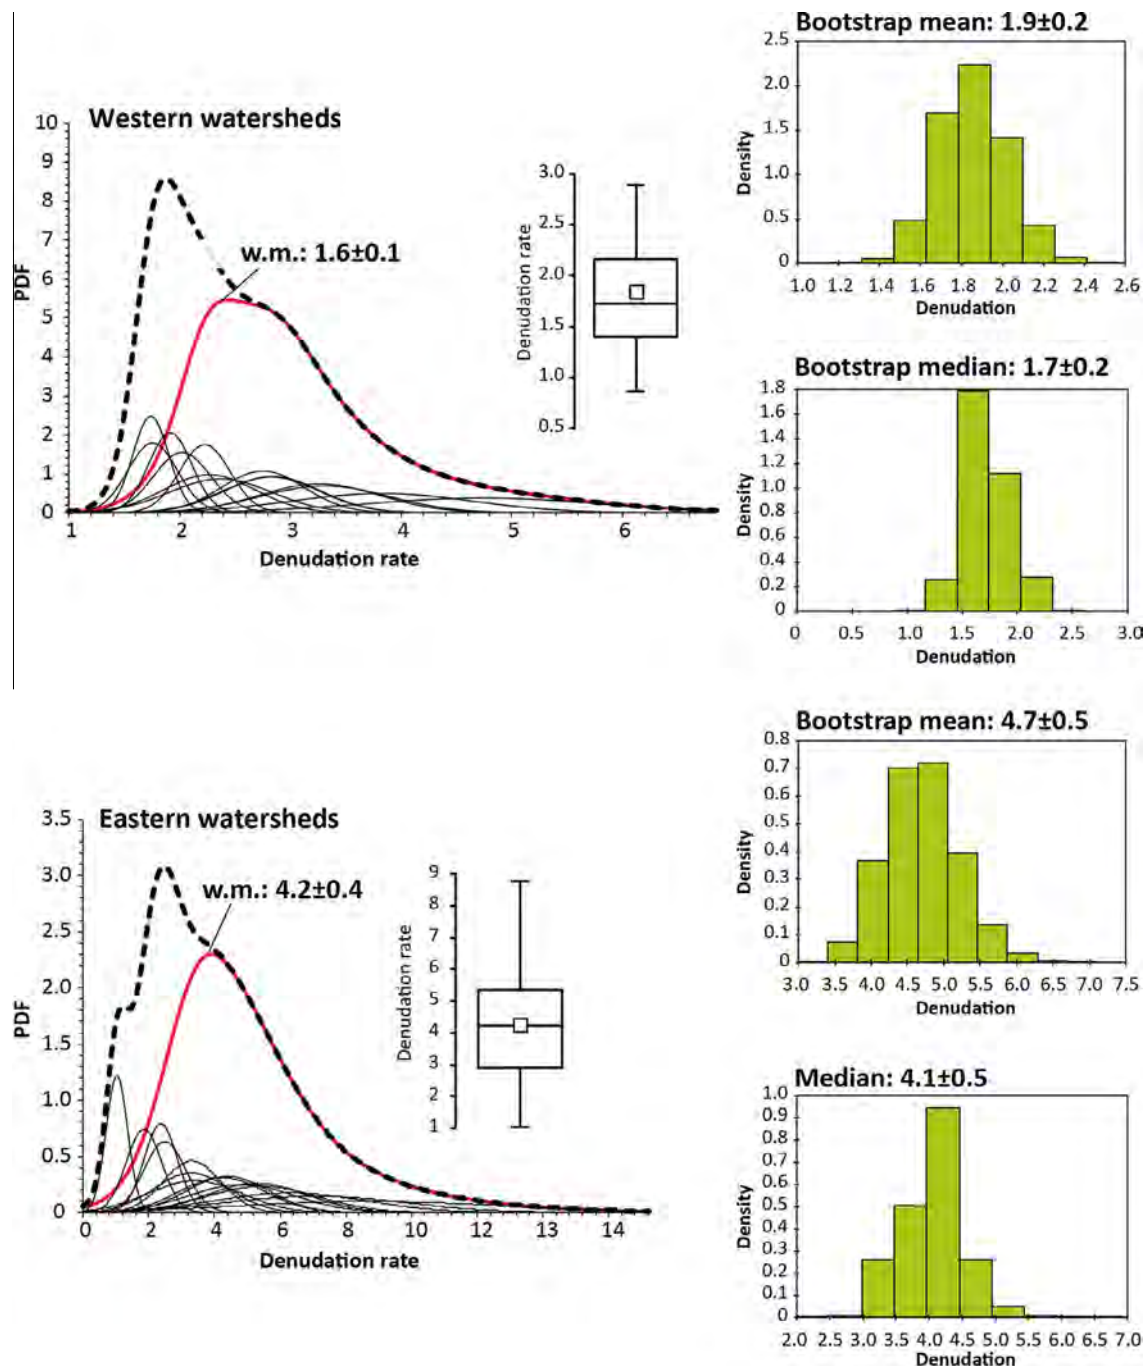 Western watersheds
10
9
8
7
6
5
4
3
2
1
0
PDF
w.m.: 1.6±0.1
1 2 3 4 5 6
Denudation rate
3.0
2.5
2.0
1.5
1.0
0.5
Denudation rate
Bootstrap mean: 1.9±0.2
2.5
2.0
1.5
1.0
0.5
0
Density
1.0 1.2 1.4 1.6 1.8 2.0 2.2 2.4 2.6
Denudation
Bootstrap median: 1.7±0.2
1.8
1.6
1.4
1.2
1.0
0.8
0.6
0.4
0.2
0
Density
0 0.5 1.0 1.5 2.0 2.5 3.0
Denudation
Eastern watersheds
3.5
3.0
2.5
2.0
1.5
1.0
0.5
0
PDF
w.m.: 4.2±0.4
0 2 4 6 8 10 12 13 14
Denudation rate
9
8
7
6
5
4
3
2
1
Denudation rate
Bootstrap mean: 4.7±0.5
0.8
0.7
0.6
0.5
0.4
0.3
0.2
0.1
0
Density
3.0 3.5 4.0 4.5 5.0 5.5 6.0 6.5 7.0 7.5
Denudation
Median: 4.1±0.5
1.0
0.9
0.8
0.7
0.6
0.5
0.4
0.3
0.2
0.1
0
Density
2.0 2.5 3.0 3.5 4.0 4.5 5.0 5.5 6.0 6.5 7.0
Denudation